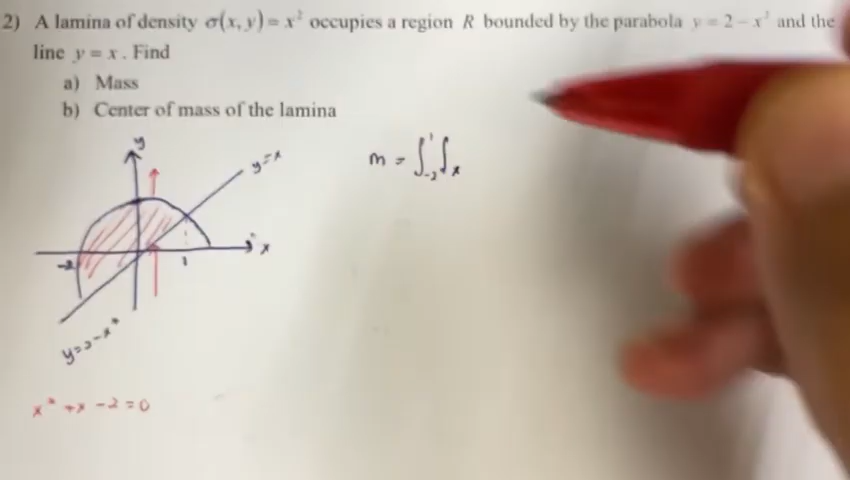 2) A lamina of density σ(x, y) = x² occupies a region R bounded by the parabola y = 2 − x² and the
line y = x. Find
a) Mass
b) Center of mass of the lamina
y
y=x
m = ∫₋₂¹ ∫ₓ
-2
1
x
y=2-x²
x² + x - 2 = 0